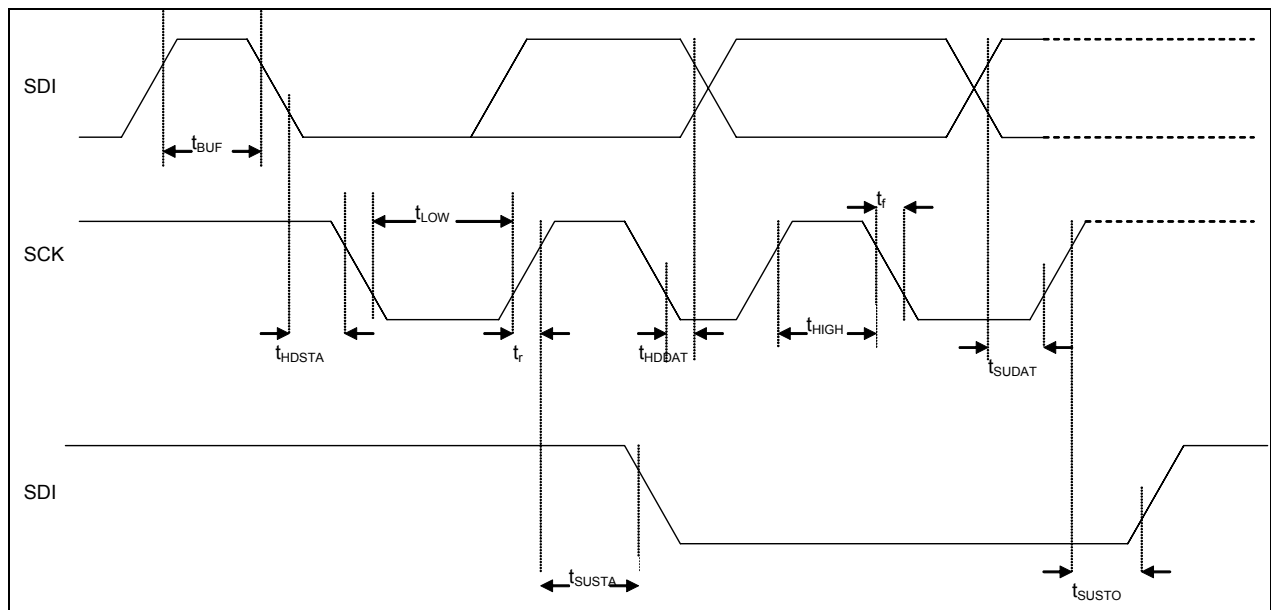 SDI
tBUF
tLOW
tf
SCK
tHDSTA
tr
tHDDAT
tHIGH
tSUDAT
SDI
tSUSTA
tSUSTO